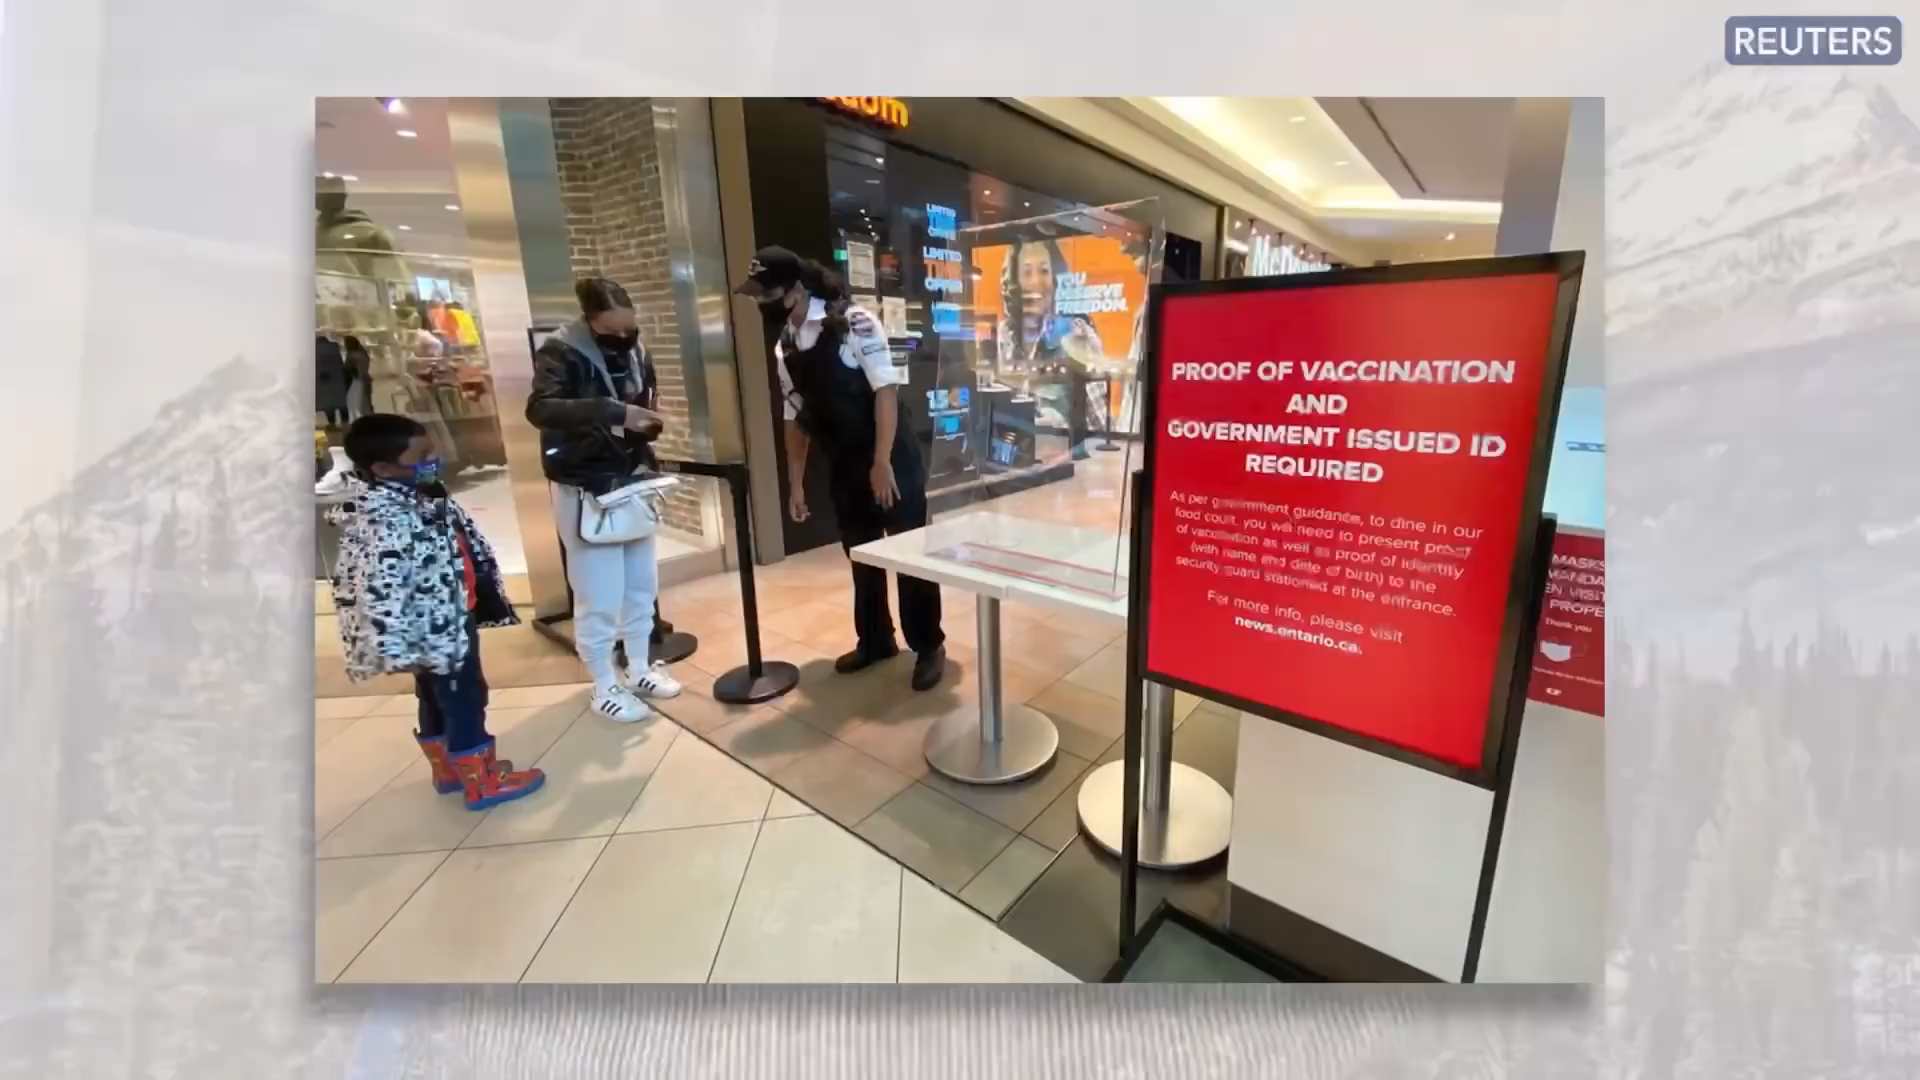 REUTERS
LIMITED
TIME
OFFER
LIMITED
TIME
OFFER
YOU
DESERVE
FREEDOM.
PROOF OF VACCINATION
AND
GOVERNMENT ISSUED ID
REQUIRED
As per government guidance, to dine in our
food court, you will need to present proof
of vaccination as well as proof of identity
(with name and date of birth) to the
security guard stationed at the entrance.
For more info, please visit
news.ontario.ca.
MASKS
Thank you